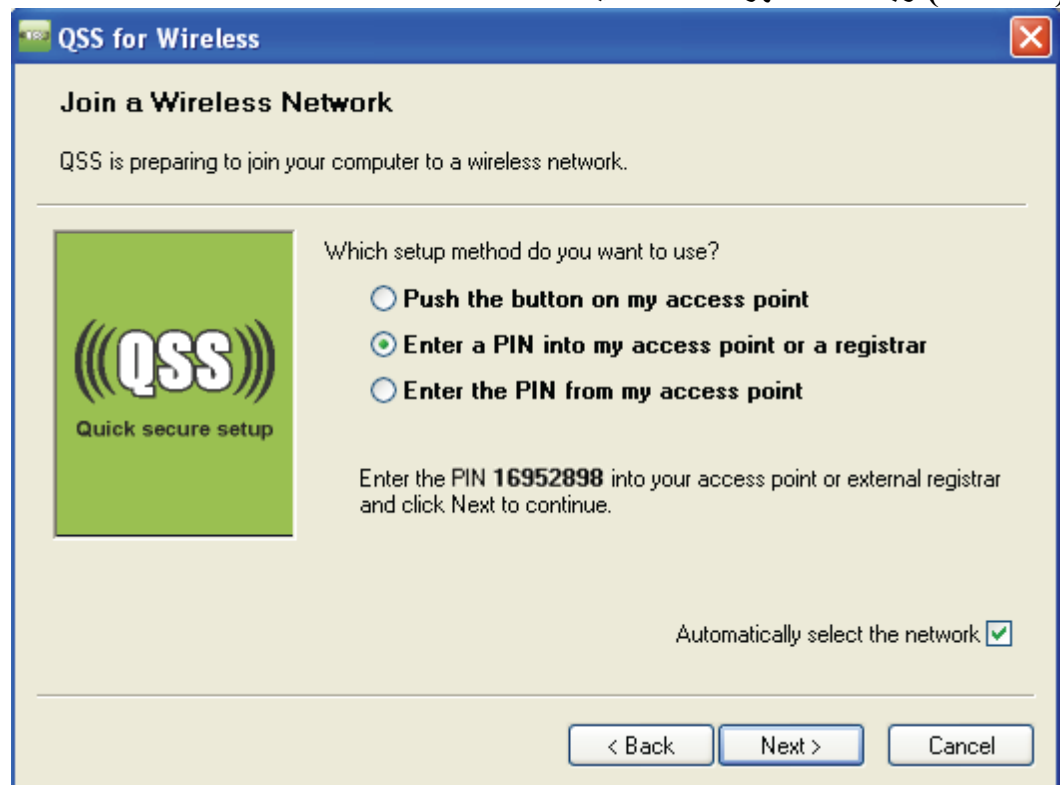 QSS for Wireless
Join a Wireless Network
QSS is preparing to join your computer to a wireless network.
Which setup method do you want to use?
Push the button on my access point
Enter a PIN into my access point or a registrar
Enter the PIN from my access point
(((QSS)))
Quick secure setup
Enter the PIN 16952898 into your access point or external registrar
and click Next to continue.
Automatically select the network
< Back
Next >
Cancel